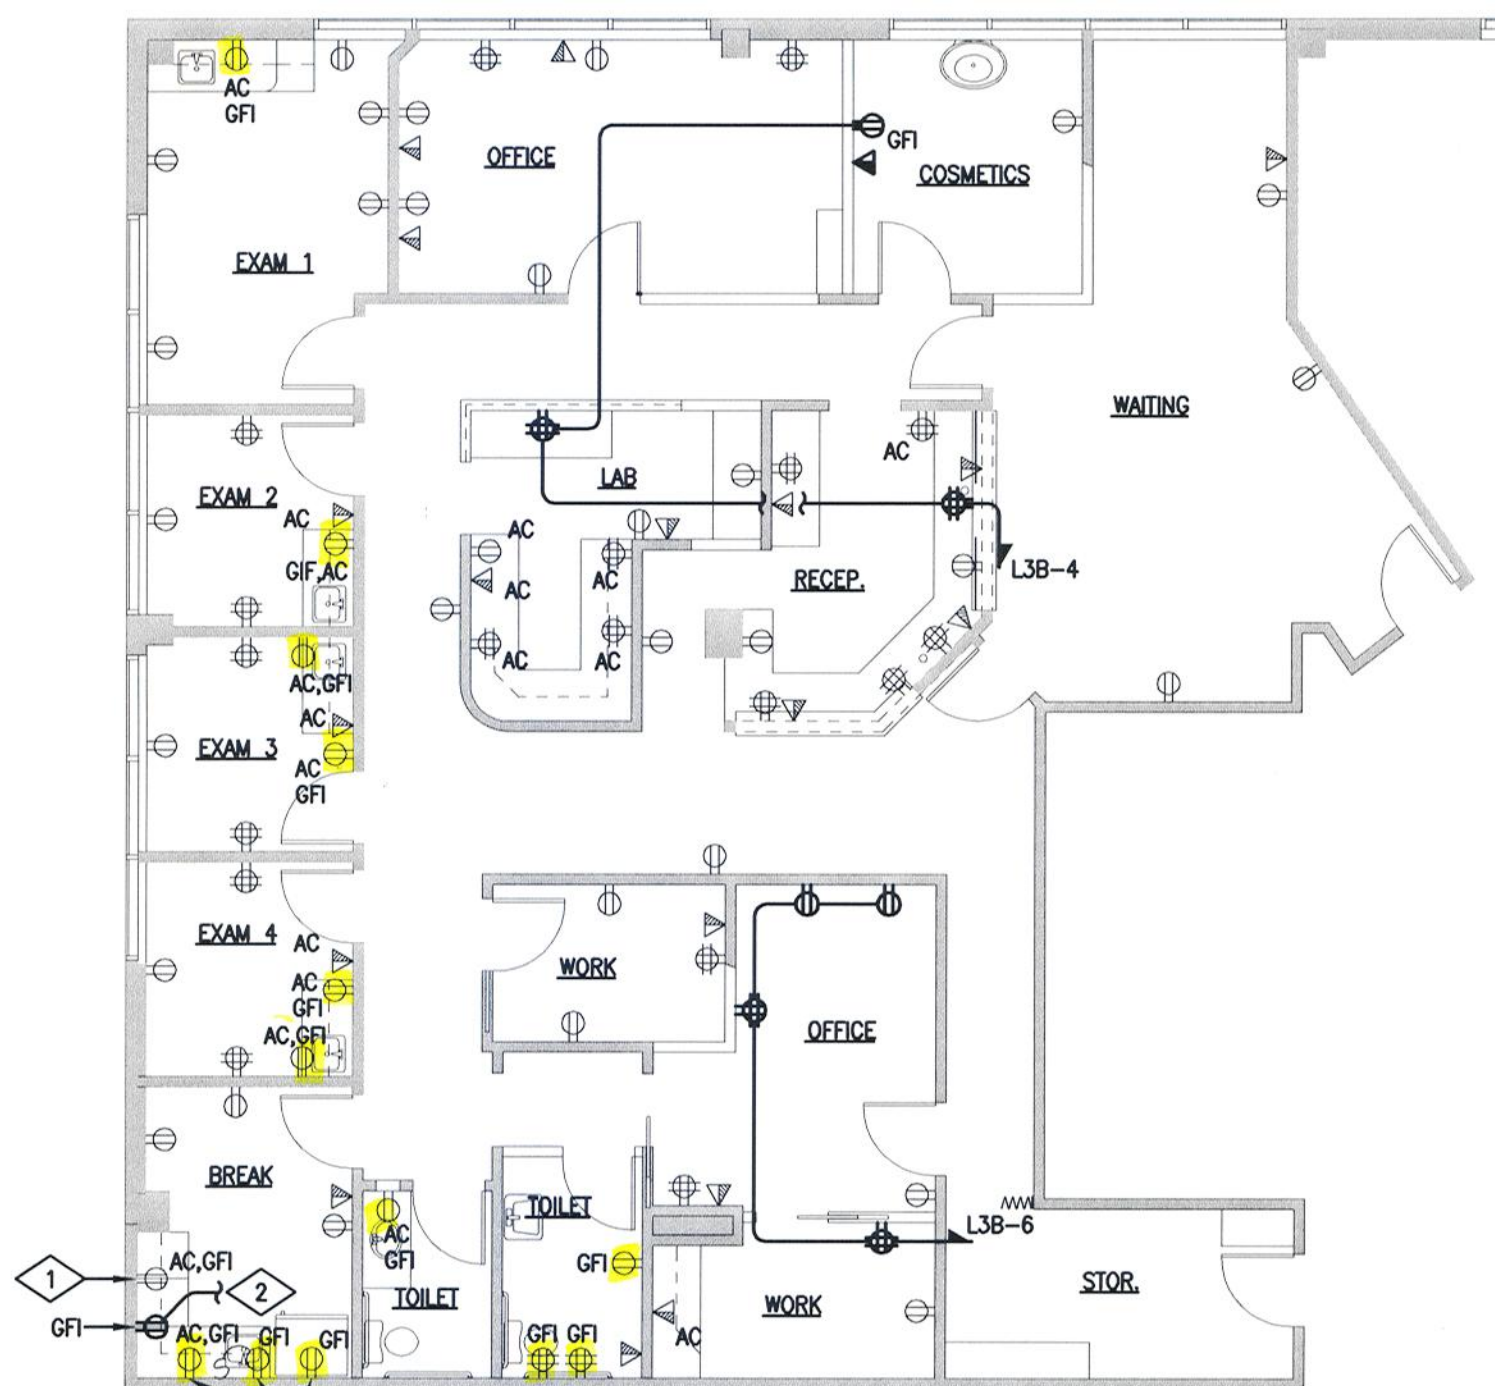 AC
GFI
OFFICE
GFI
COSMETICS
EXAM 1
WAITING
AC
LAB
EXAM 2
AC
GIF,AC
AC
AC
AC
L3B-4
RECEP.
AC
AC
AC,GFI
AC
EXAM 3
AC
GFI
EXAM 4
AC
AC
GFI
AC,GFI
WORK
OFFICE
BREAK
TOILET
AC
GFI
L3B-6
GFI
AC,GFI
1
2
TOILET
STOR.
WORK
GFI
AC,GFI
GFI
GFI
GFI
GFI
AC